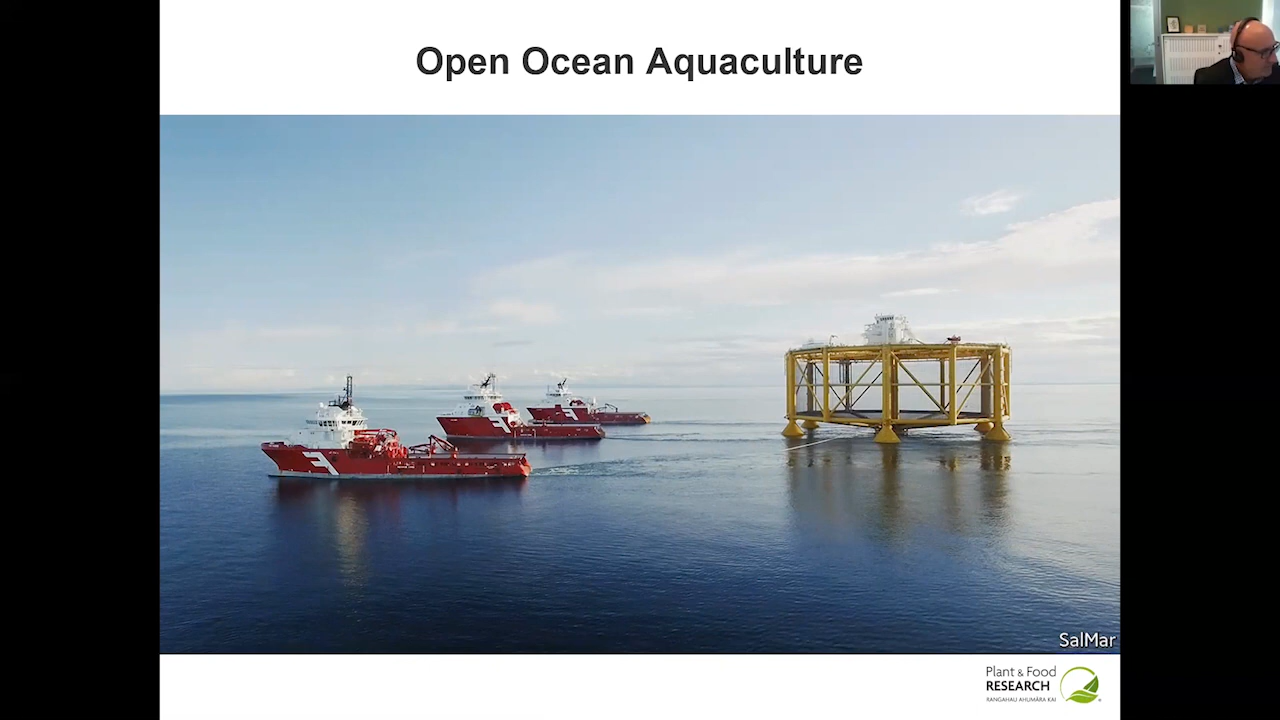 Open Ocean Aquaculture
SalMar
Plant & Food
RESEARCH
RANGAHAU AHUMĀRA KAI